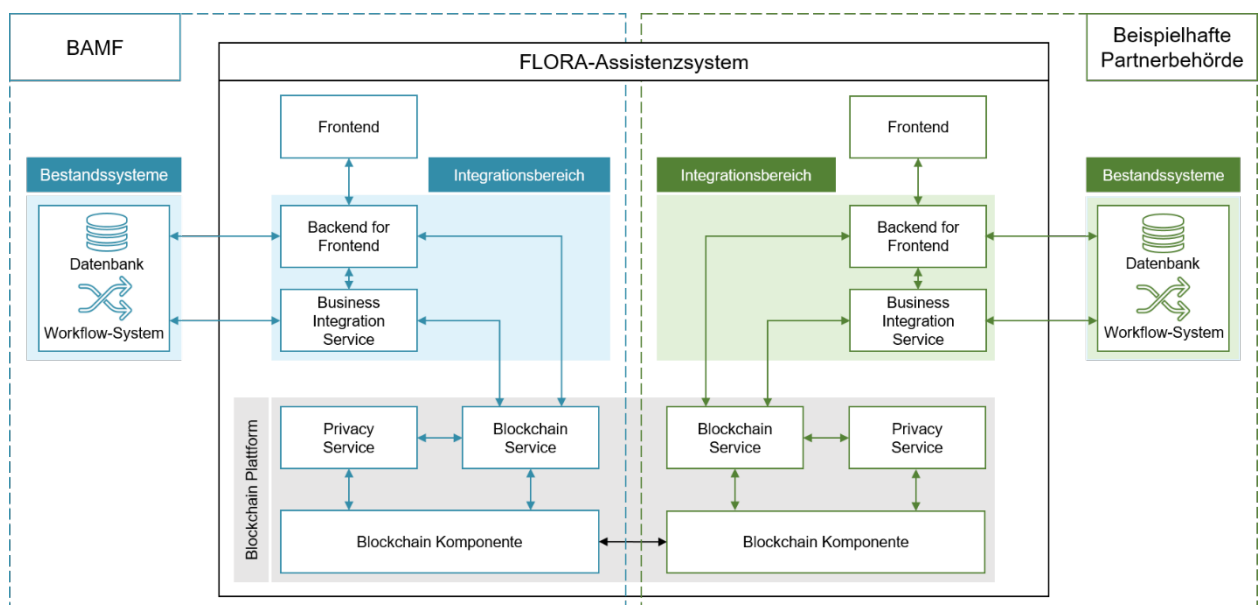 BAMF
FLORA-Assistenzsystem
Beispielhafte
Partnerbehörde
Frontend
Frontend
Bestandssysteme
Integrationsbereich
Integrationsbereich
Bestandssysteme
Datenbank
Workflow-System
Backend for
Frontend
Business
Integration
Service
Backend for
Frontend
Business
Integration
Service
Datenbank
Workflow-System
Blockchain Plattform
Privacy
Service
Blockchain
Service
Blockchain
Service
Privacy
Service
Blockchain Komponente
Blockchain Komponente